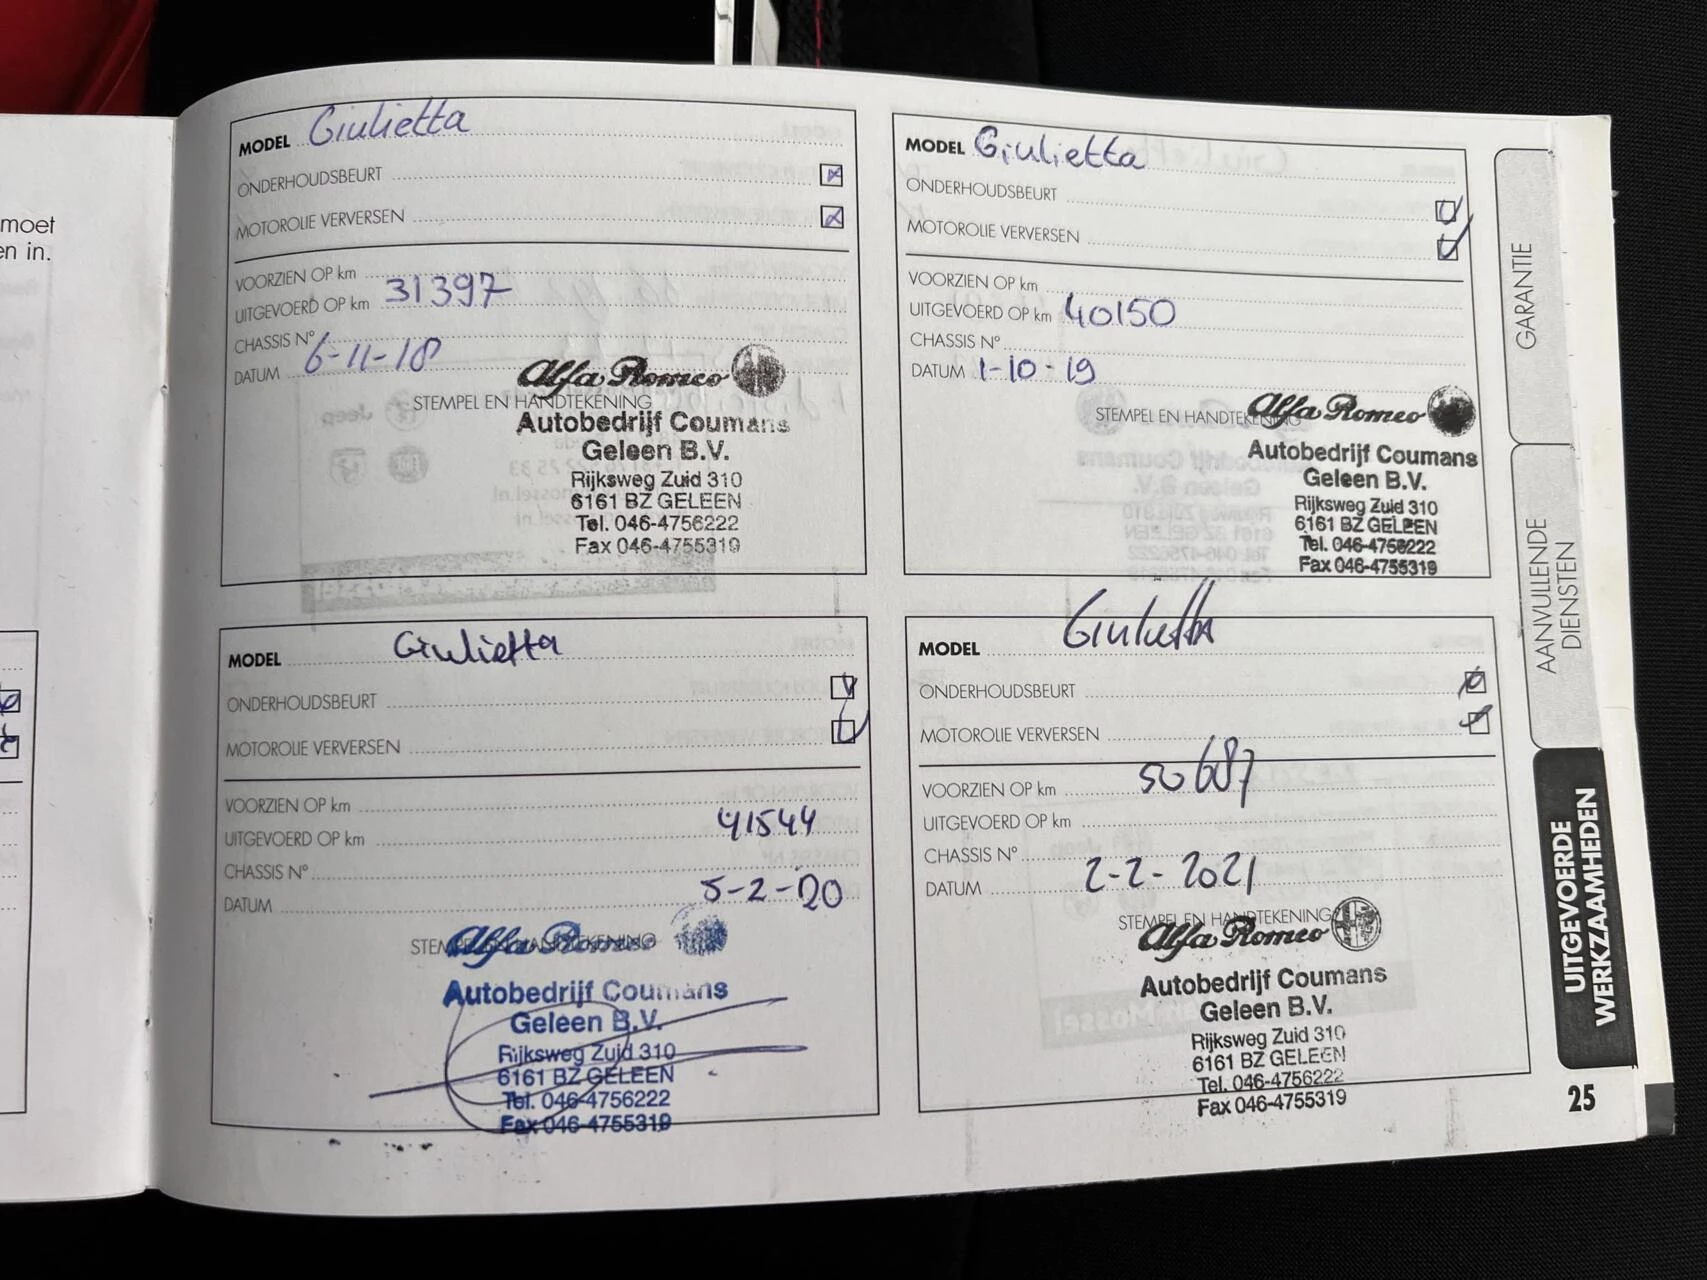 moet
en in.
MODEL Giulietta
ONDERHOUDSBEURT
MOTOROLIE VERVERSEN
VOORZIEN OP km
UITGEVOERD OP km 31397
CHASSIS N°
DATUM 6-11-18
STEMPEL EN HANDTEKENING
Alfa Romeo
Autobedrijf Coumans
Geleen B.V.
Rijksweg Zuid 310
6161 BZ GELEEN
Tel. 046-4756222
Fax 046-4755319
MODEL Giulietta
ONDERHOUDSBEURT
MOTOROLIE VERVERSEN
VOORZIEN OP km
UITGEVOERD OP km 40150
CHASSIS N°
DATUM 1-10-19
STEMPEL EN HANDTEKENING
Alfa Romeo
Autobedrijf Coumans
Geleen B.V.
Rijksweg Zuid 310
6161 BZ GELEEN
Tel. 046-4756222
Fax 046-4755319
MODEL Giulietta
ONDERHOUDSBEURT
MOTOROLIE VERVERSEN
VOORZIEN OP km
UITGEVOERD OP km 41544
CHASSIS N°
DATUM 5-2-20
STEMPEL EN HANDTEKENING
Alfa Romeo
Autobedrijf Coumans
Geleen B.V.
Rijksweg Zuid 310
6161 BZ GELEEN
Tel. 046-4756222
Fax 046-4755319
MODEL Giulietta
ONDERHOUDSBEURT
MOTOROLIE VERVERSEN
VOORZIEN OP km 50687
UITGEVOERD OP km
CHASSIS N°
DATUM 2-2-2021
STEMPEL EN HANDTEKENING
Alfa Romeo
Autobedrijf Coumans
Geleen B.V.
Rijksweg Zuid 310
6161 BZ GELEEN
Tel. 046-4756222
Fax 046-4755319
GARANTIE
AANVULLENDE
DIENSTEN
UITGEVOERDE
WERKZAAMHEDEN
25